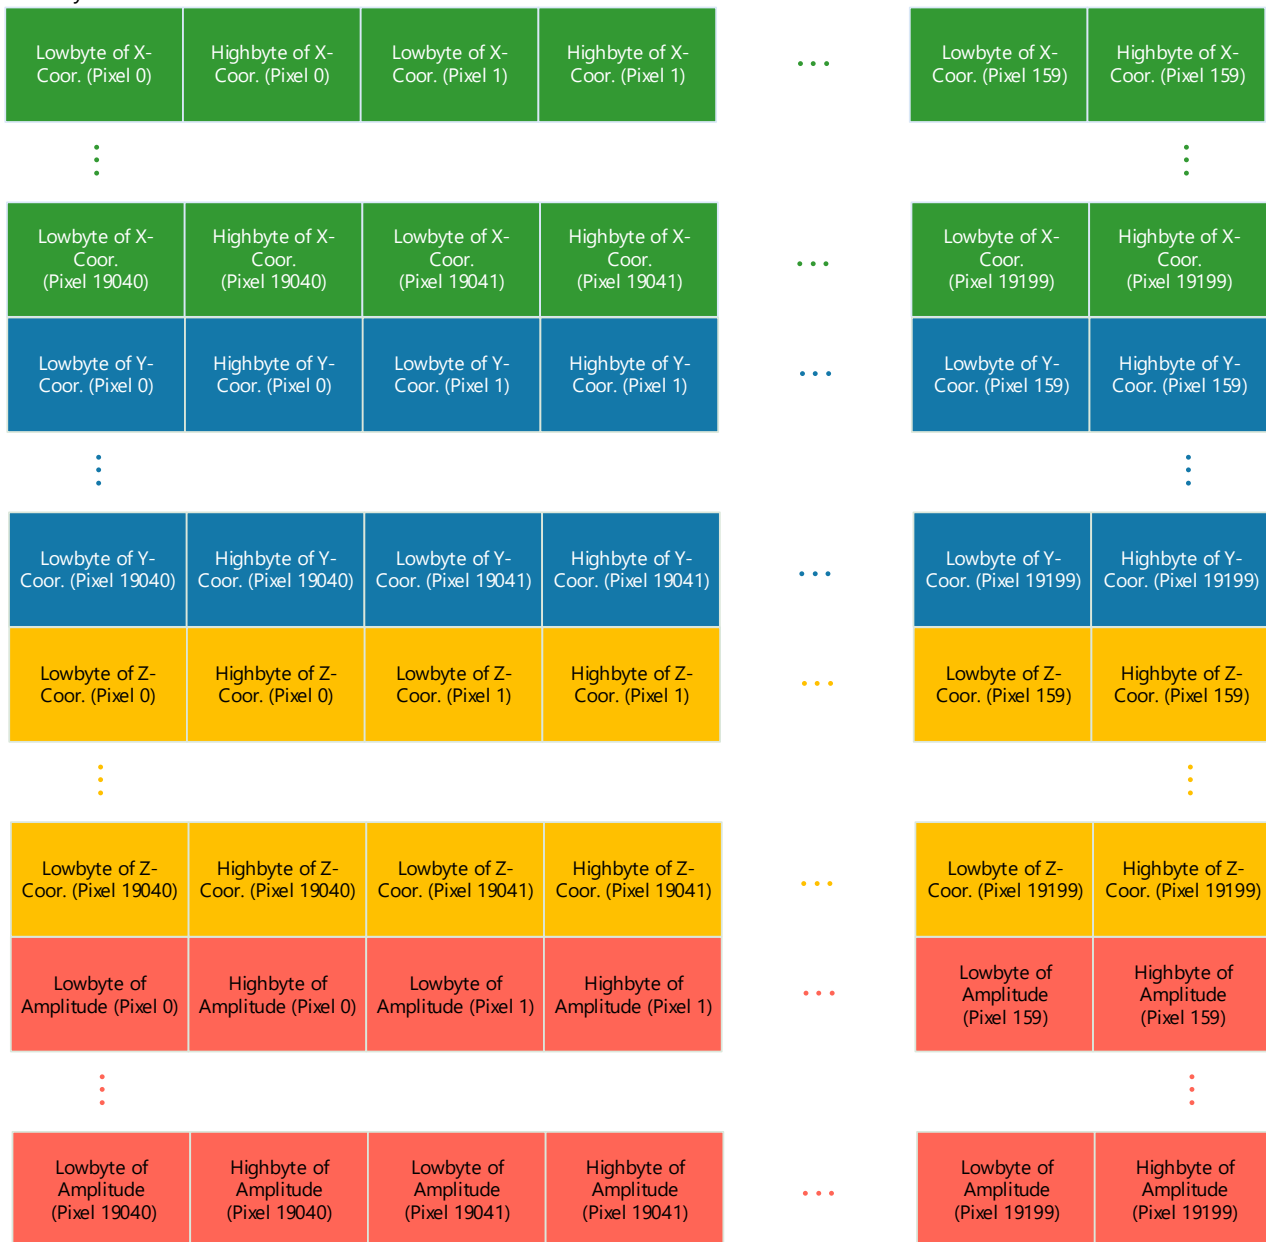 Lowbyte of X-
Coor. (Pixel 0)
Highbyte of X-
Coor. (Pixel 0)
Lowbyte of X-
Coor. (Pixel 1)
Highbyte of X-
Coor. (Pixel 1)
...
Lowbyte of X-
Coor. (Pixel 159)
Highbyte of X-
Coor. (Pixel 159)
Lowbyte of X-
Coor.
(Pixel 19040)
Highbyte of X-
Coor.
(Pixel 19040)
Lowbyte of X-
Coor.
(Pixel 19041)
Highbyte of X-
Coor.
(Pixel 19041)
...
Lowbyte of X-
Coor.
(Pixel 19199)
Highbyte of X-
Coor.
(Pixel 19199)
Lowbyte of Y-
Coor. (Pixel 0)
Highbyte of Y-
Coor. (Pixel 0)
Lowbyte of Y-
Coor. (Pixel 1)
Highbyte of Y-
Coor. (Pixel 1)
...
Lowbyte of Y-
Coor. (Pixel 159)
Highbyte of Y-
Coor. (Pixel 159)
Lowbyte of Y-
Coor. (Pixel 19040)
Highbyte of Y-
Coor. (Pixel 19040)
Lowbyte of Y-
Coor. (Pixel 19041)
Highbyte of Y-
Coor. (Pixel 19041)
...
Lowbyte of Y-
Coor. (Pixel 19199)
Highbyte of Y-
Coor. (Pixel 19199)
Lowbyte of Z-
Coor. (Pixel 0)
Highbyte of Z-
Coor. (Pixel 0)
Lowbyte of Z-
Coor. (Pixel 1)
Highbyte of Z-
Coor. (Pixel 1)
...
Lowbyte of Z-
Coor. (Pixel 159)
Highbyte of Z-
Coor. (Pixel 159)
Lowbyte of Z-
Coor. (Pixel 19040)
Highbyte of Z-
Coor. (Pixel 19040)
Lowbyte of Z-
Coor. (Pixel 19041)
Highbyte of Z-
Coor. (Pixel 19041)
...
Lowbyte of Z-
Coor. (Pixel 19199)
Highbyte of Z-
Coor. (Pixel 19199)
Lowbyte of
Amplitude (Pixel 0)
Highbyte of
Amplitude (Pixel 0)
Lowbyte of
Amplitude (Pixel 1)
Highbyte of
Amplitude (Pixel 1)
...
Lowbyte of
Amplitude
(Pixel 159)
Highbyte of
Amplitude
(Pixel 159)
Lowbyte of
Amplitude
(Pixel 19040)
Highbyte of
Amplitude
(Pixel 19040)
Lowbyte of
Amplitude
(Pixel 19041)
Highbyte of
Amplitude
(Pixel 19041)
...
Lowbyte of
Amplitude
(Pixel 19199)
Highbyte of
Amplitude
(Pixel 19199)